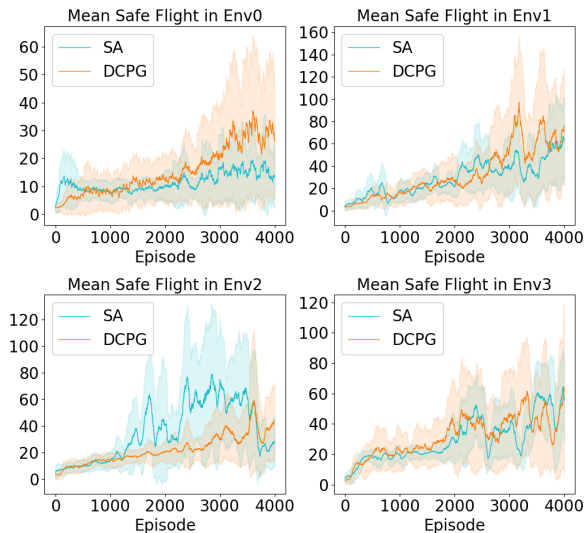 Mean Safe Flight in Env0
SA
DCPG
60
50
40
30
20
10
0
0 1000 2000 3000 4000
Episode
Mean Safe Flight in Env1
SA
DCPG
160
140
120
100
80
60
40
20
0
0 1000 2000 3000 4000
Episode
Mean Safe Flight in Env2
SA
DCPG
120
100
80
60
40
20
0
0 1000 2000 3000 4000
Episode
Mean Safe Flight in Env3
SA
DCPG
120
100
80
60
40
20
0
0 1000 2000 3000 4000
Episode